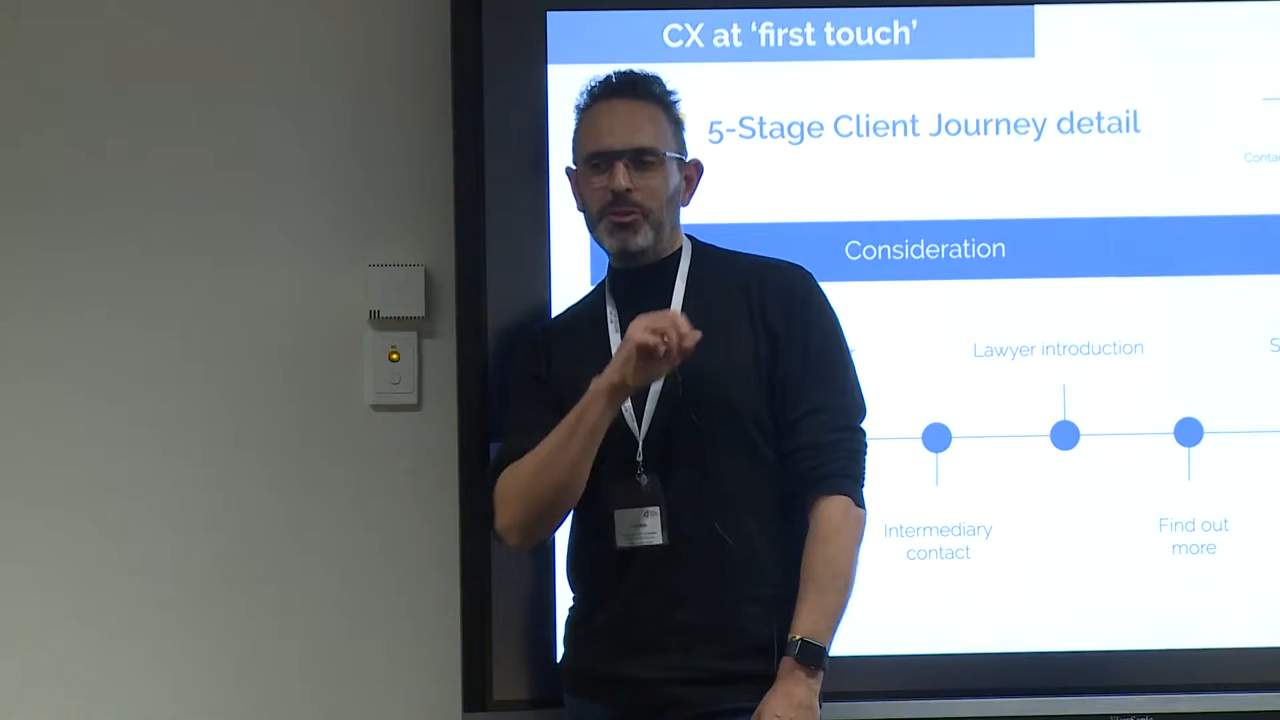 CX at ‘first touch’
5-Stage Client Journey detail
Consideration
Lawyer introduction
Intermediary
contact
Find out
more